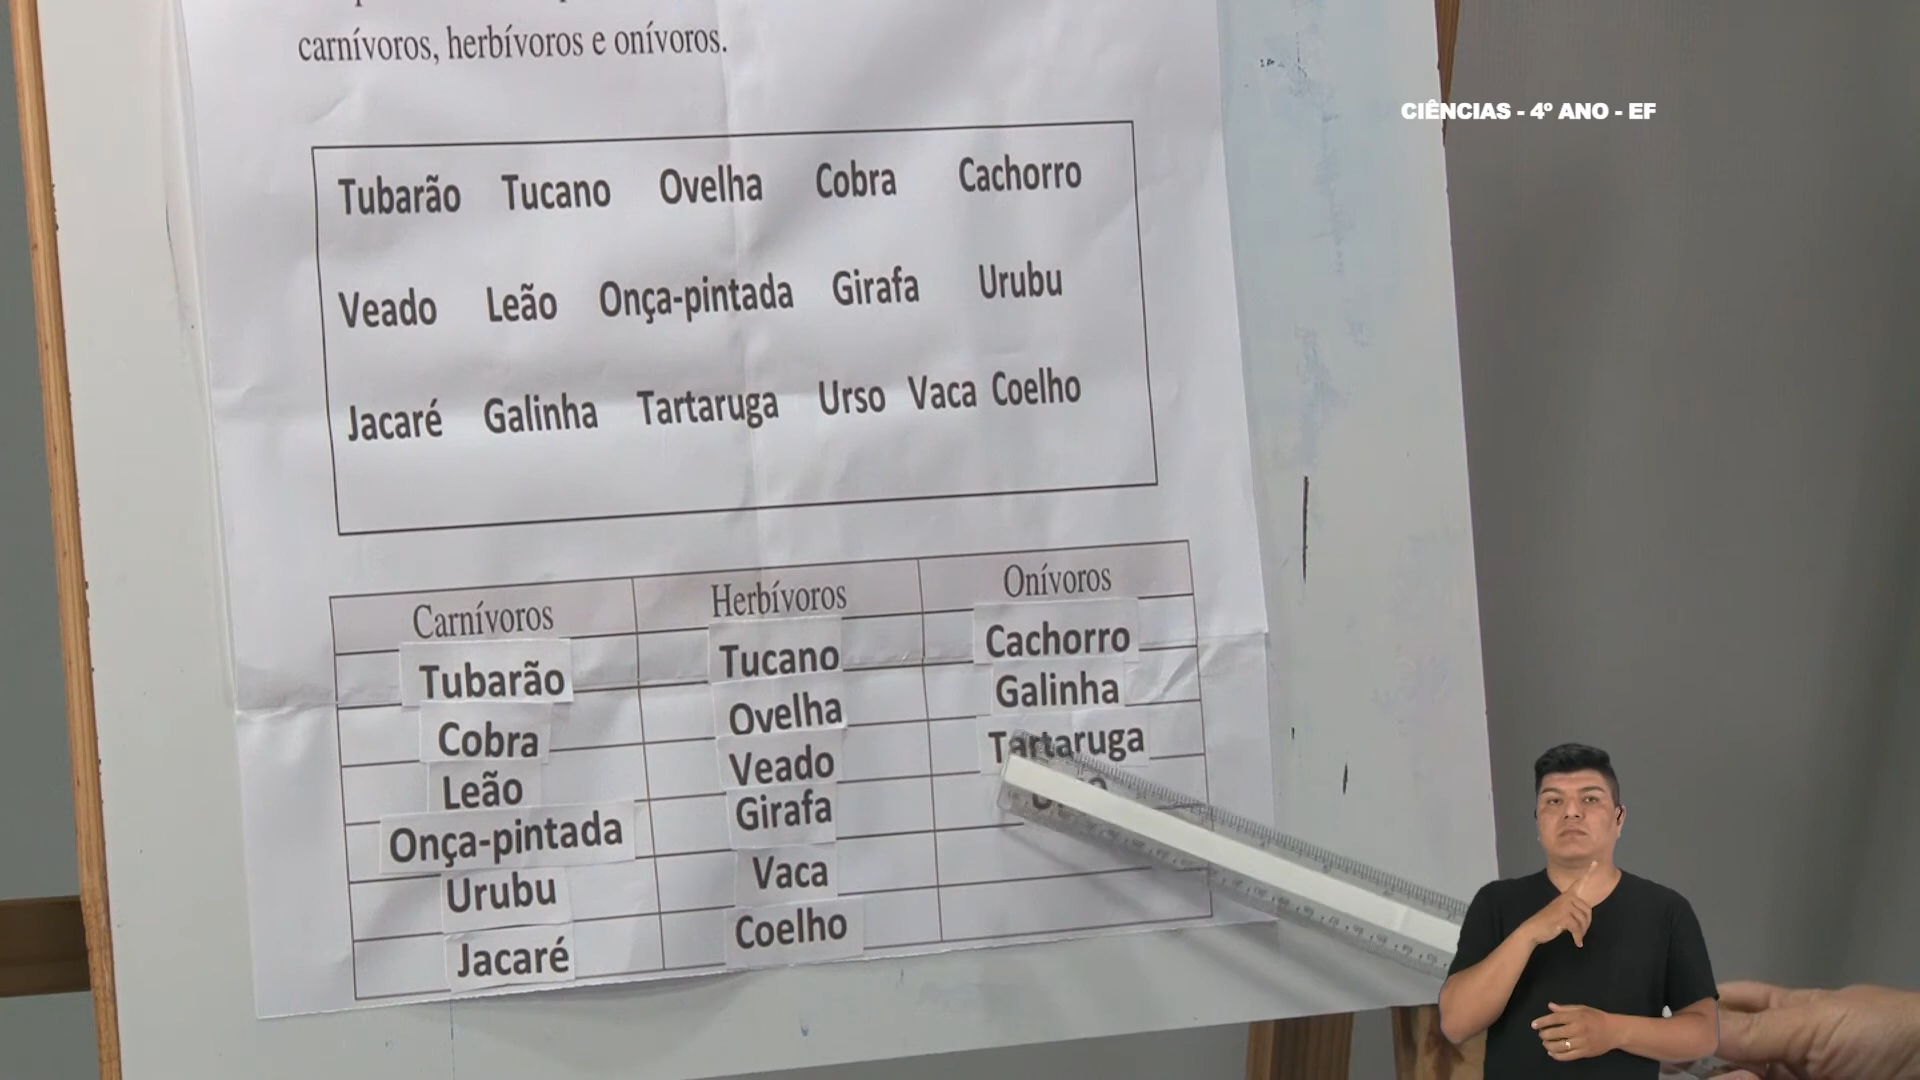 carnívoros, herbívoros e onívoros.
CIÊNCIAS - 4º ANO - EF
Tubarão Tucano Ovelha Cobra Cachorro
Veado Leão Onça-pintada Girafa Urubu
Jacaré Galinha Tartaruga Urso Vaca Coelho
Carnívoros Herbívoros Onívoros
Tubarão Tucano Cachorro
Cobra Ovelha Galinha
Leão Veado Tartaruga
Onça-pintada Girafa
Urubu Vaca
Jacaré Coelho